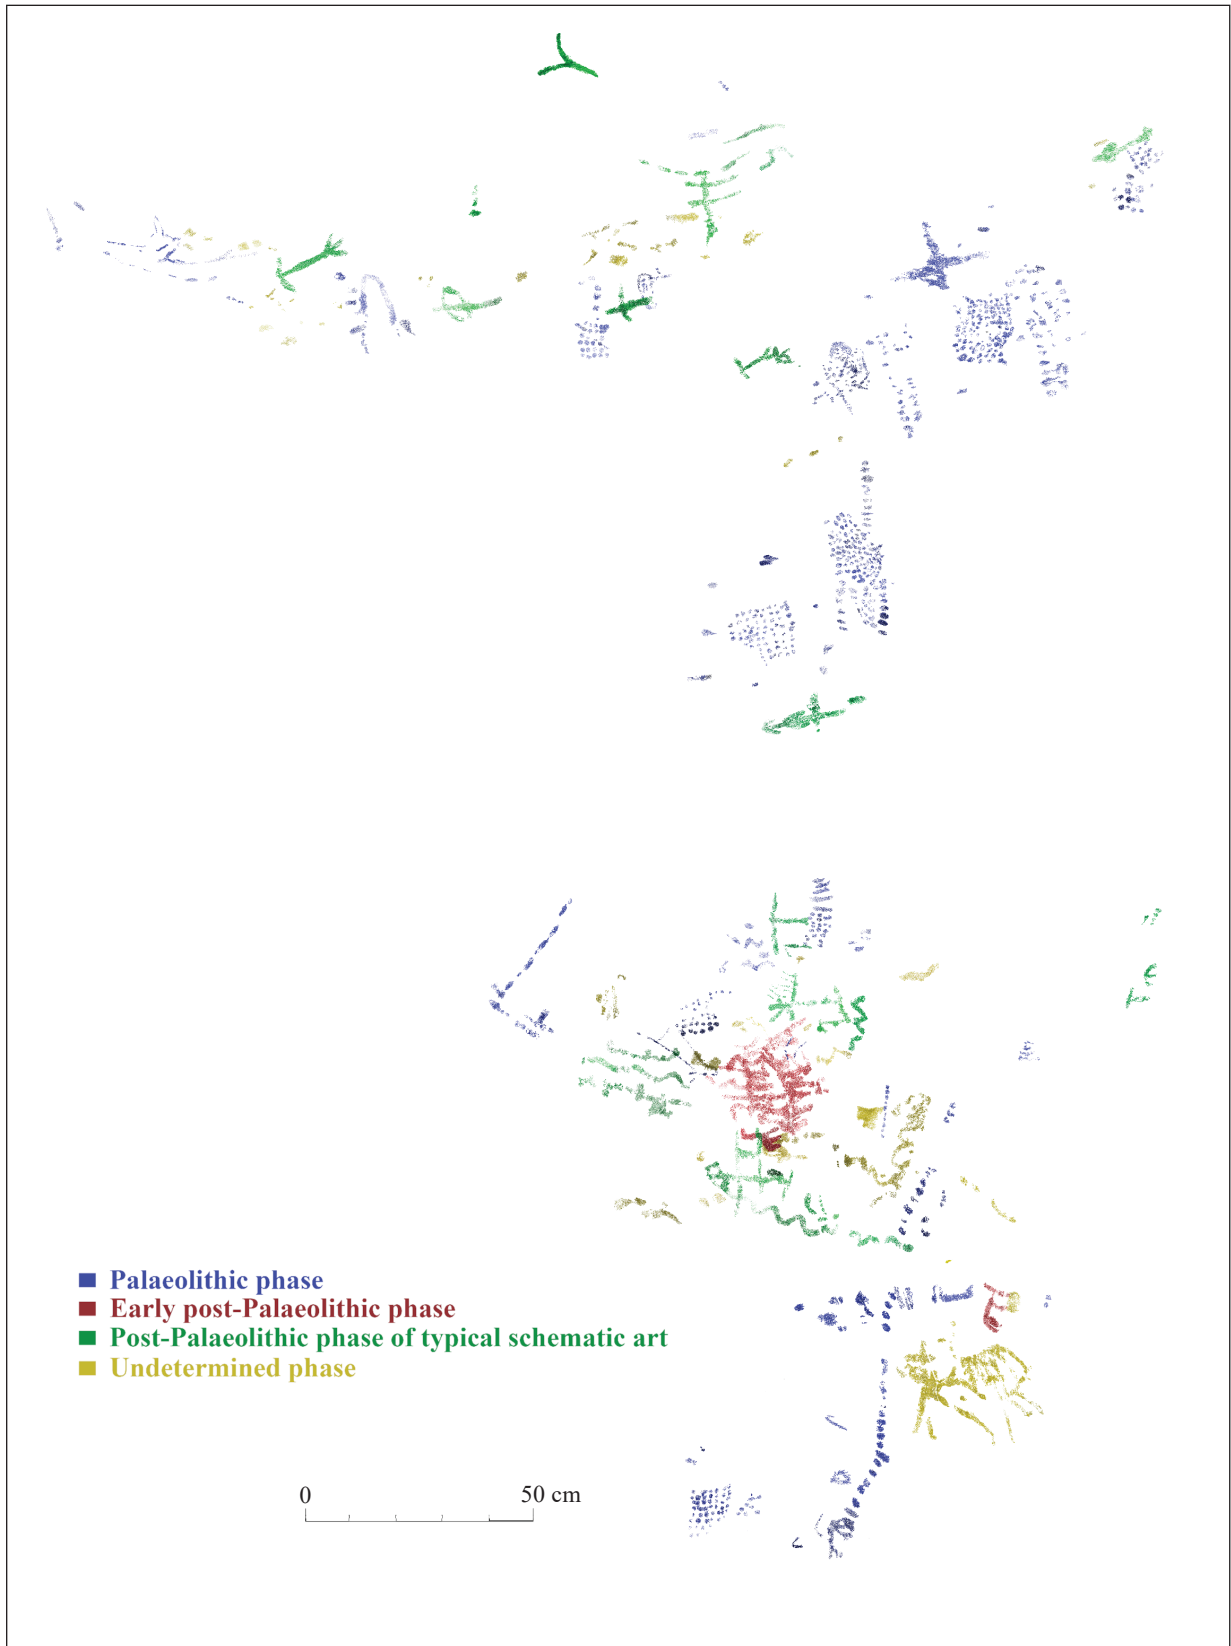 Palaeolithic phase
Early post-Palaeolithic phase
Post-Palaeolithic phase of typical schematic art
Undetermined phase
0 50 cm